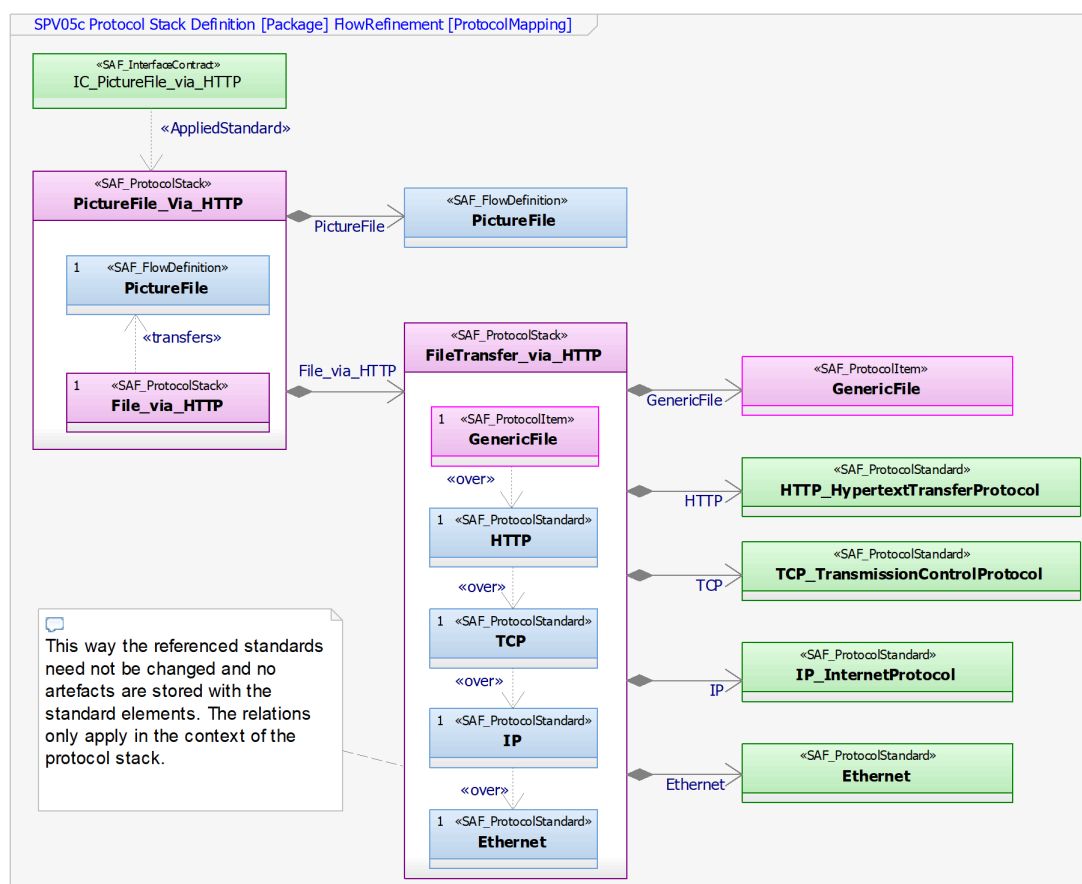 SPV05c Protocol Stack Definition [Package] FlowRefinement [ProtocolMapping]
«SAF_InterfaceContract»
IC_PictureFile_via_HTTP
«AppliedStandard»
«SAF_ProtocolStack»
PictureFile_Via_HTTP
PictureFile
«SAF_FlowDefinition»
PictureFile
1 «SAF_FlowDefinition»
PictureFile
«transfers»
1 «SAF_ProtocolStack»
File_via_HTTP
File_via_HTTP
«SAF_ProtocolStack»
FileTransfer_via_HTTP
1 «SAF_ProtocolItem»
GenericFile
«over»
1 «SAF_ProtocolStandard»
HTTP
«over»
1 «SAF_ProtocolStandard»
TCP
«over»
1 «SAF_ProtocolStandard»
IP
«over»
1 «SAF_ProtocolStandard»
Ethernet
GenericFile
«SAF_ProtocolItem»
GenericFile
HTTP
«SAF_ProtocolStandard»
HTTP_HypertextTransferProtocol
TCP
«SAF_ProtocolStandard»
TCP_TransmissionControlProtocol
IP
«SAF_ProtocolStandard»
IP_InternetProtocol
Ethernet
«SAF_ProtocolStandard»
Ethernet
This way the referenced standards
need not be changed and no
artefacts are stored with the
standard elements. The relations
only apply in the context of the
protocol stack.